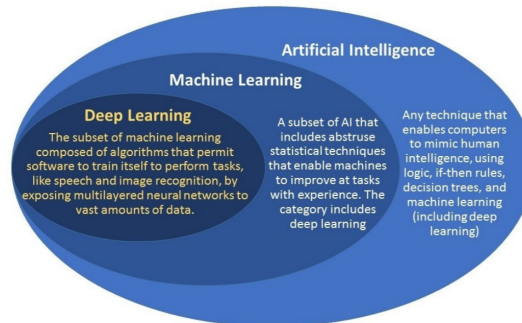 Artificial Intelligence
Machine Learning
Deep Learning
The subset of machine learning
composed of algorithms that permit
software to train itself to perform tasks,
like speech and image recognition, by
exposing multilayered neural networks to
vast amounts of data.
A subset of AI that
includes abstruse
statistical techniques
that enable machines
to improve at tasks
with experience. The
category includes
deep learning
Any technique that
enables computers
to mimic human
intelligence, using
logic, if-then rules,
decision trees, and
machine learning
(including deep
learning)